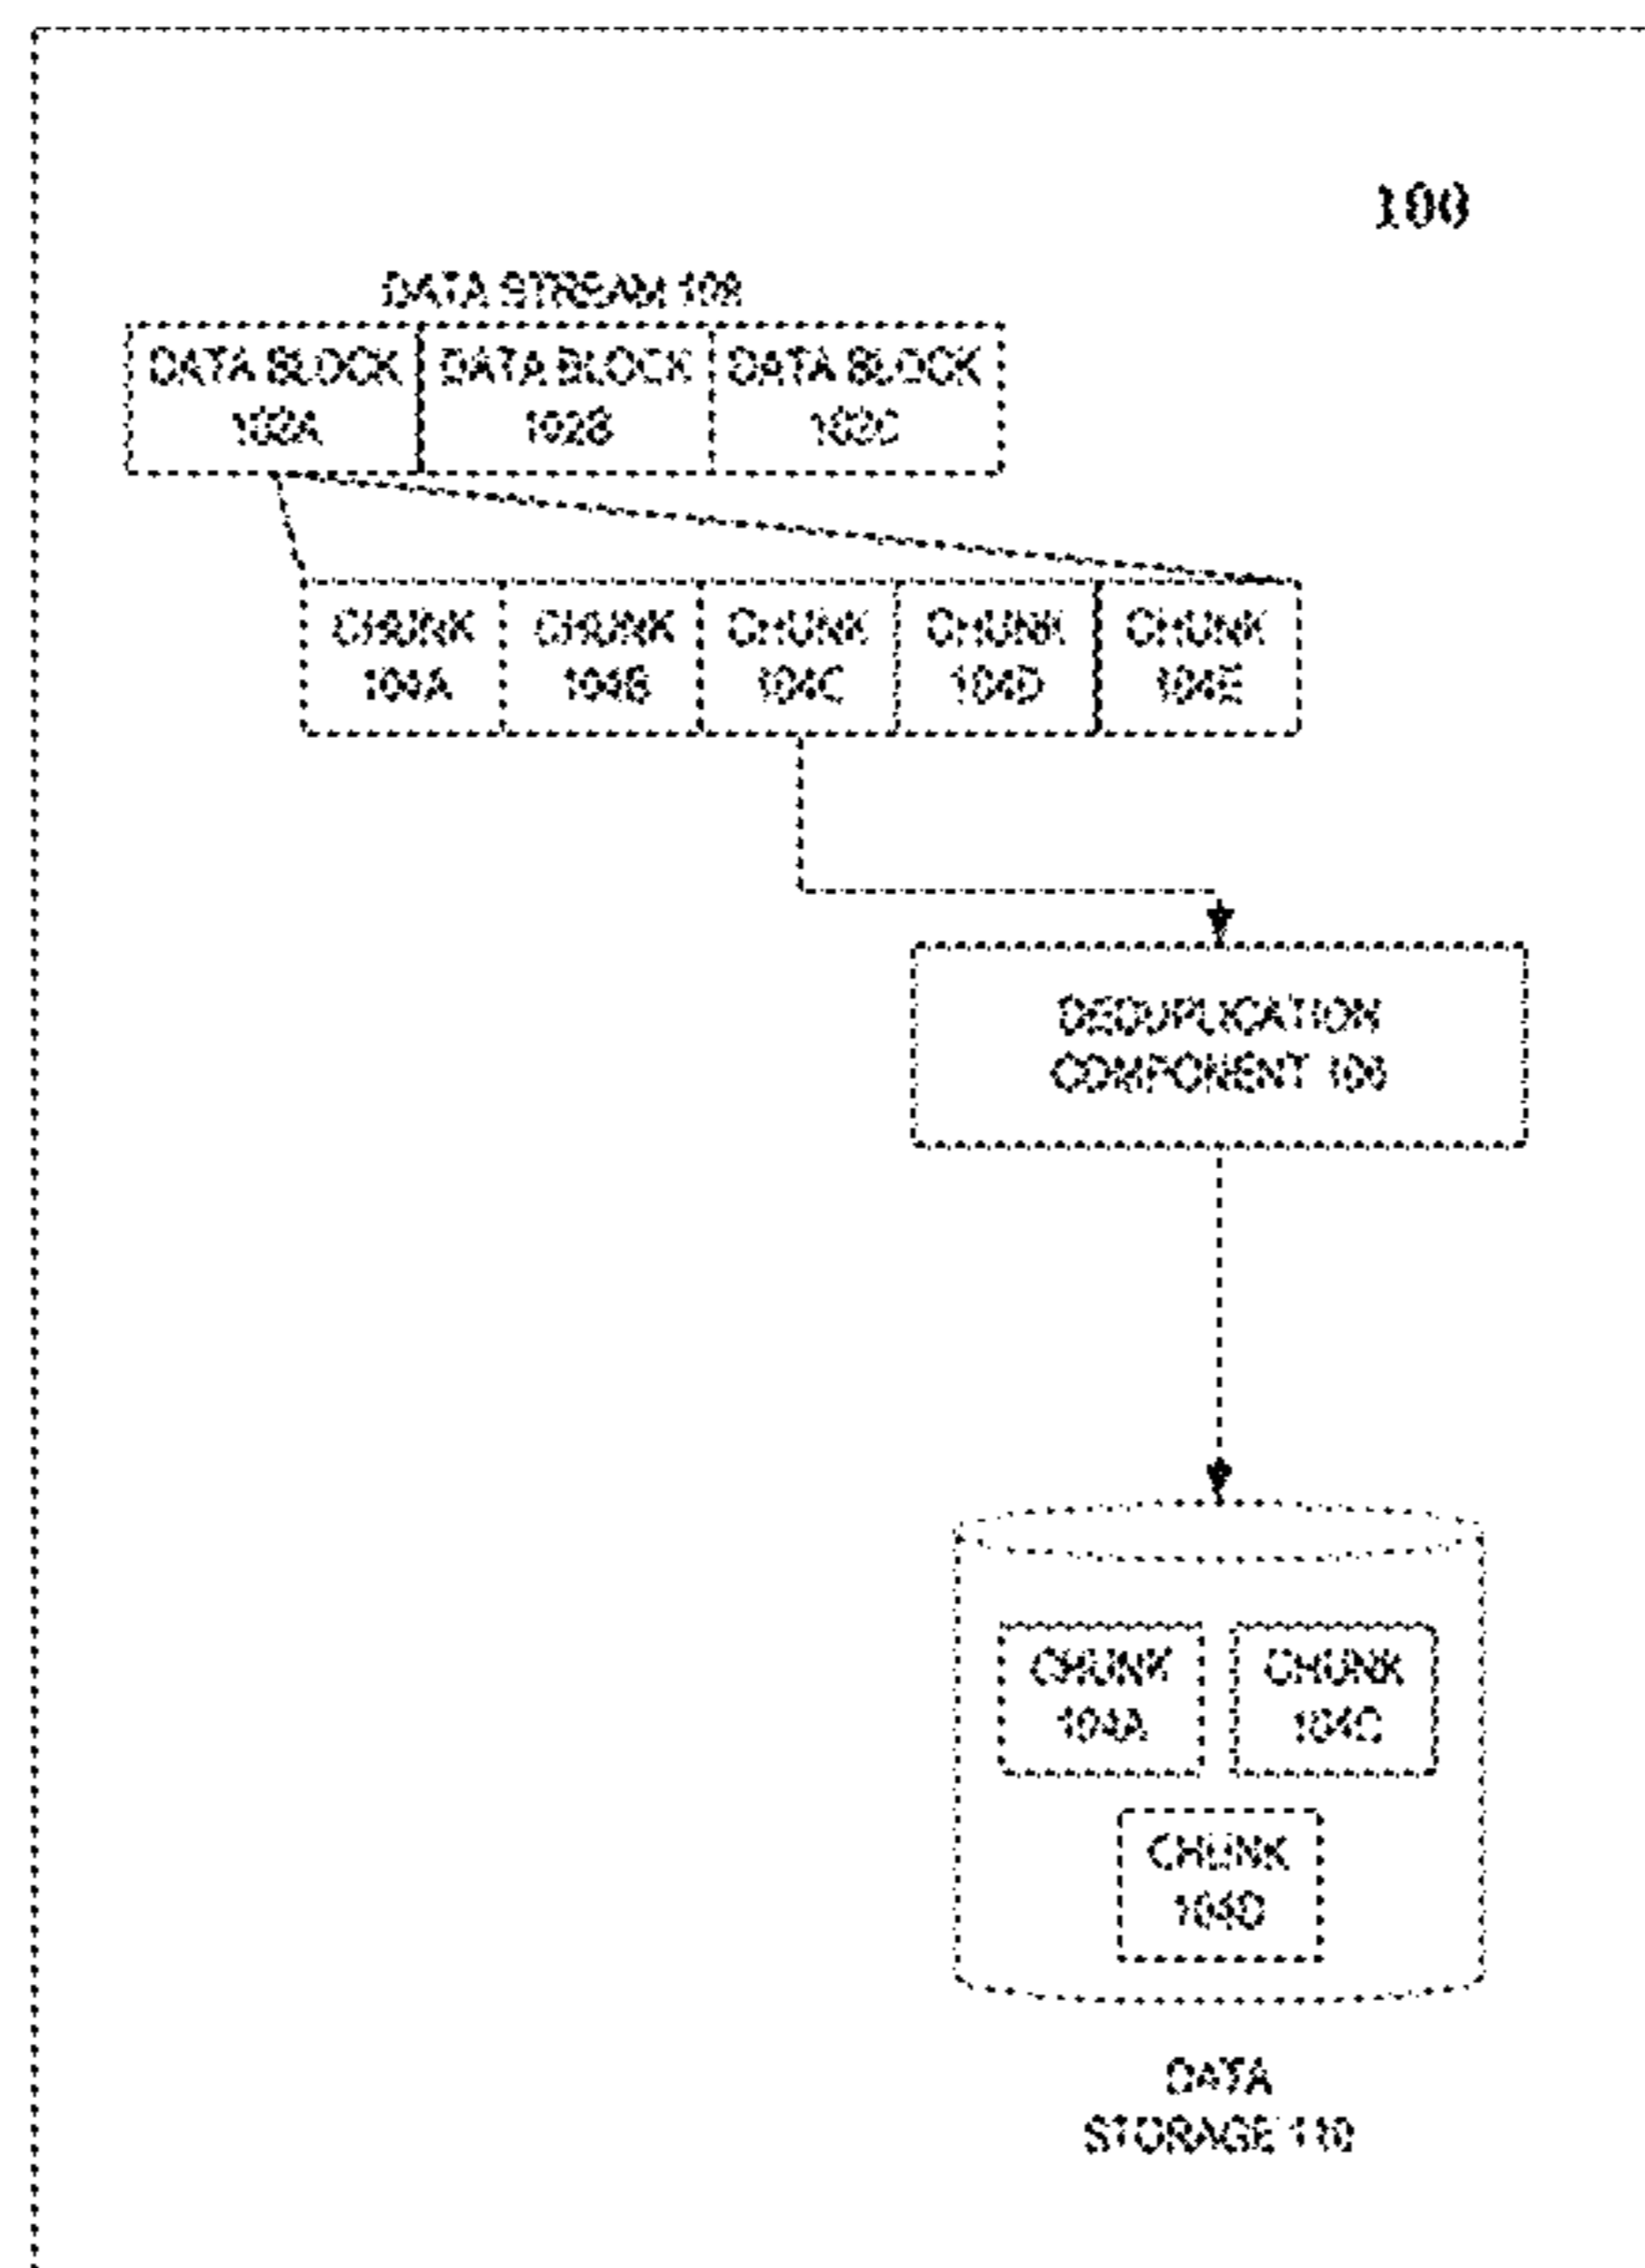 100
DATA STREAM 108
DATA BLOCK
102A
DATA BLOCK
102B
DATA BLOCK
102C
CHUNK
104A
CHUNK
104B
CHUNK
104C
CHUNK
104D
CHUNK
104E
DEDUPLICATION
COMPONENT
CHUNK
104A
CHUNK
104C
CHUNK
104D
DATA
STORAGE 110